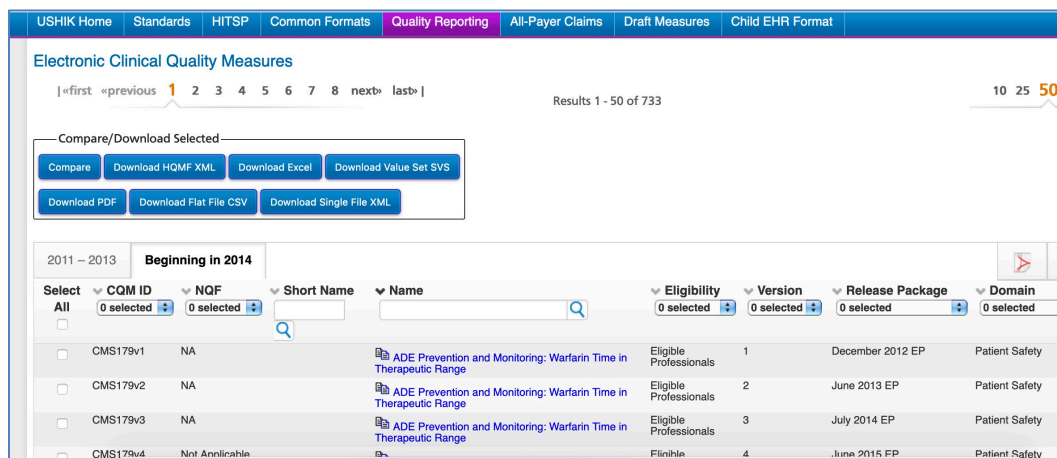 USHIK Home Standards HITSP Common Formats Quality Reporting All-Payer Claims Draft Measures Child EHR Format
Electronic Clinical Quality Measures
|«first «previous 1 2 3 4 5 6 7 8 next» last»| Results 1 - 50 of 733 10 25 50
Compare/Download Selected
Compare Download HQMF XML Download Excel Download Value Set SVS
Download PDF Download Flat File CSV Download Single File XML
2011 – 2013 Beginning in 2014
Select All CQM ID NQF Short Name Name Eligibility Version Release Package Domain
0 selected 0 selected 0 selected 0 selected 0 selected 0 selected
CMS179v1 NA ADE Prevention and Monitoring: Warfarin Time in Therapeutic Range Eligible Professionals 1 December 2012 EP Patient Safety
CMS179v2 NA ADE Prevention and Monitoring: Warfarin Time in Therapeutic Range Eligible Professionals 2 June 2013 EP Patient Safety
CMS179v3 NA ADE Prevention and Monitoring: Warfarin Time in Therapeutic Range Eligible Professionals 3 July 2014 EP Patient Safety
CMS179v4 Not Applicable Eligible 4 June 2015 EP Patient Safety